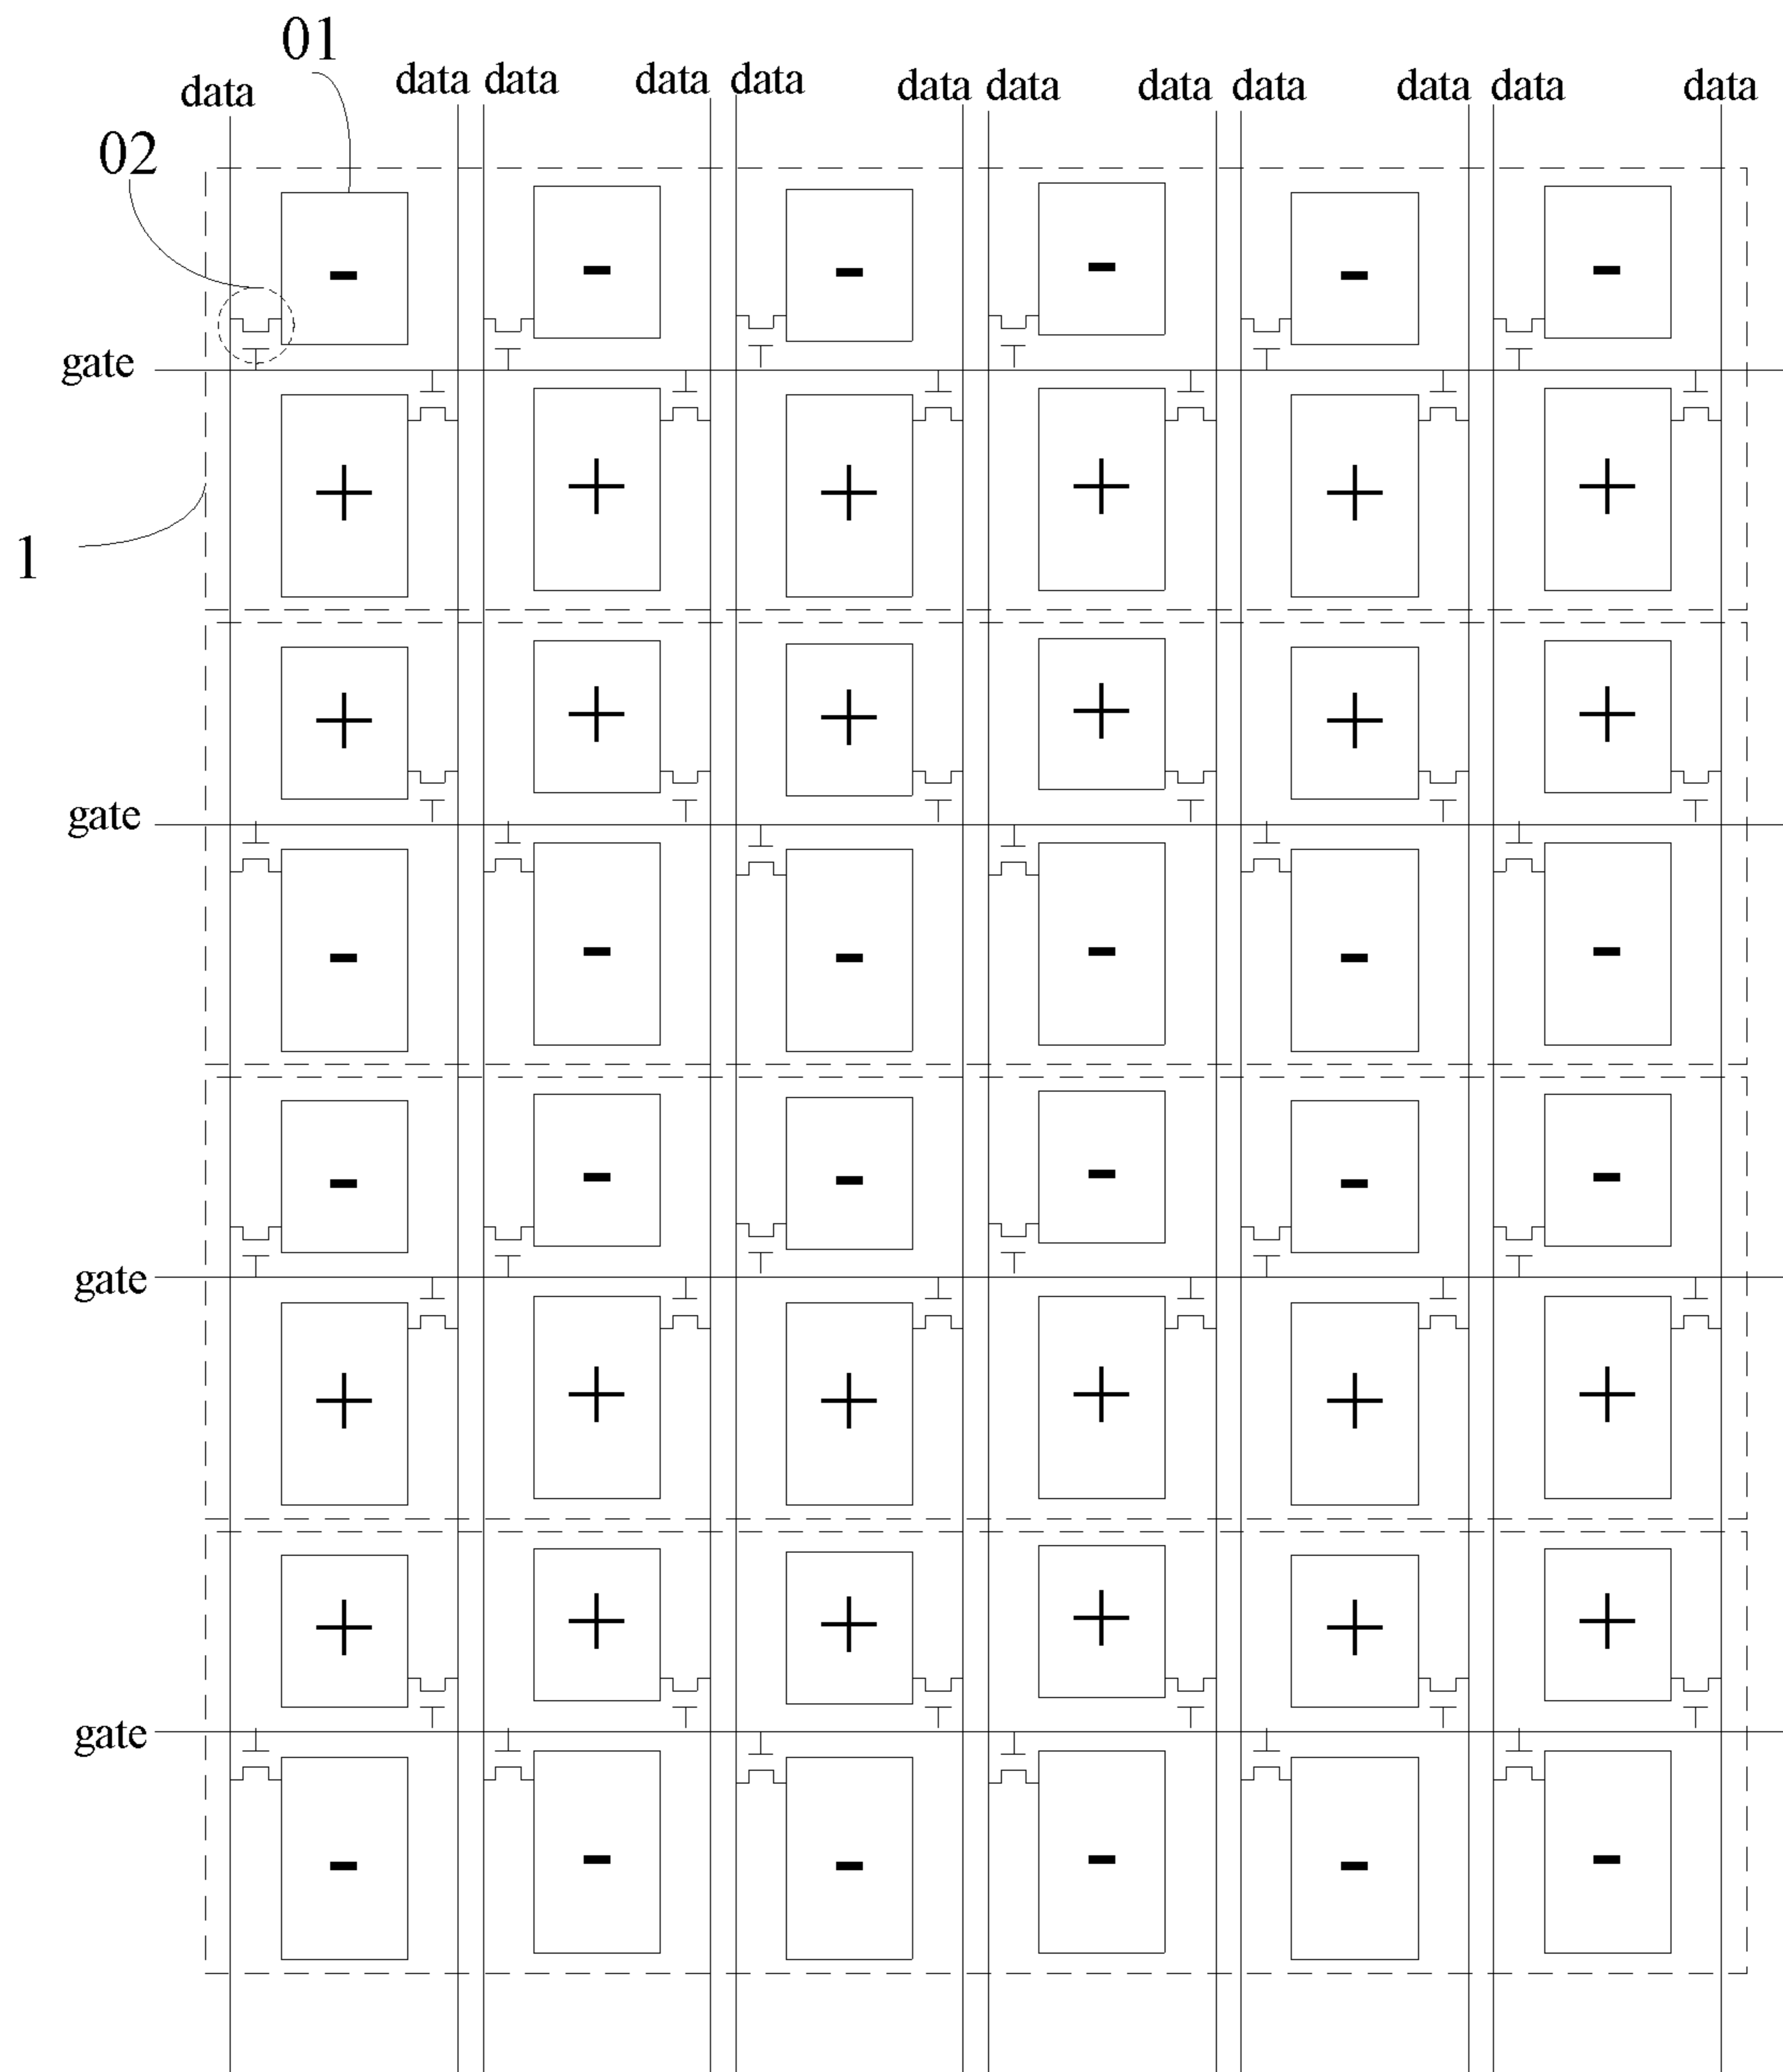 01
data data data data data data data data data data data data
02
- - - - - -
gate
+ + + + + +
1
+ + + + + +
gate
- - - - - -
- - - - - -
gate
+ + + + + +
+ + + + + +
gate
- - - - - -